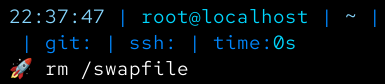 22:37:47 | root@localhost | ~ |
| git: | ssh: | time:0s
🚀 rm /swapfile